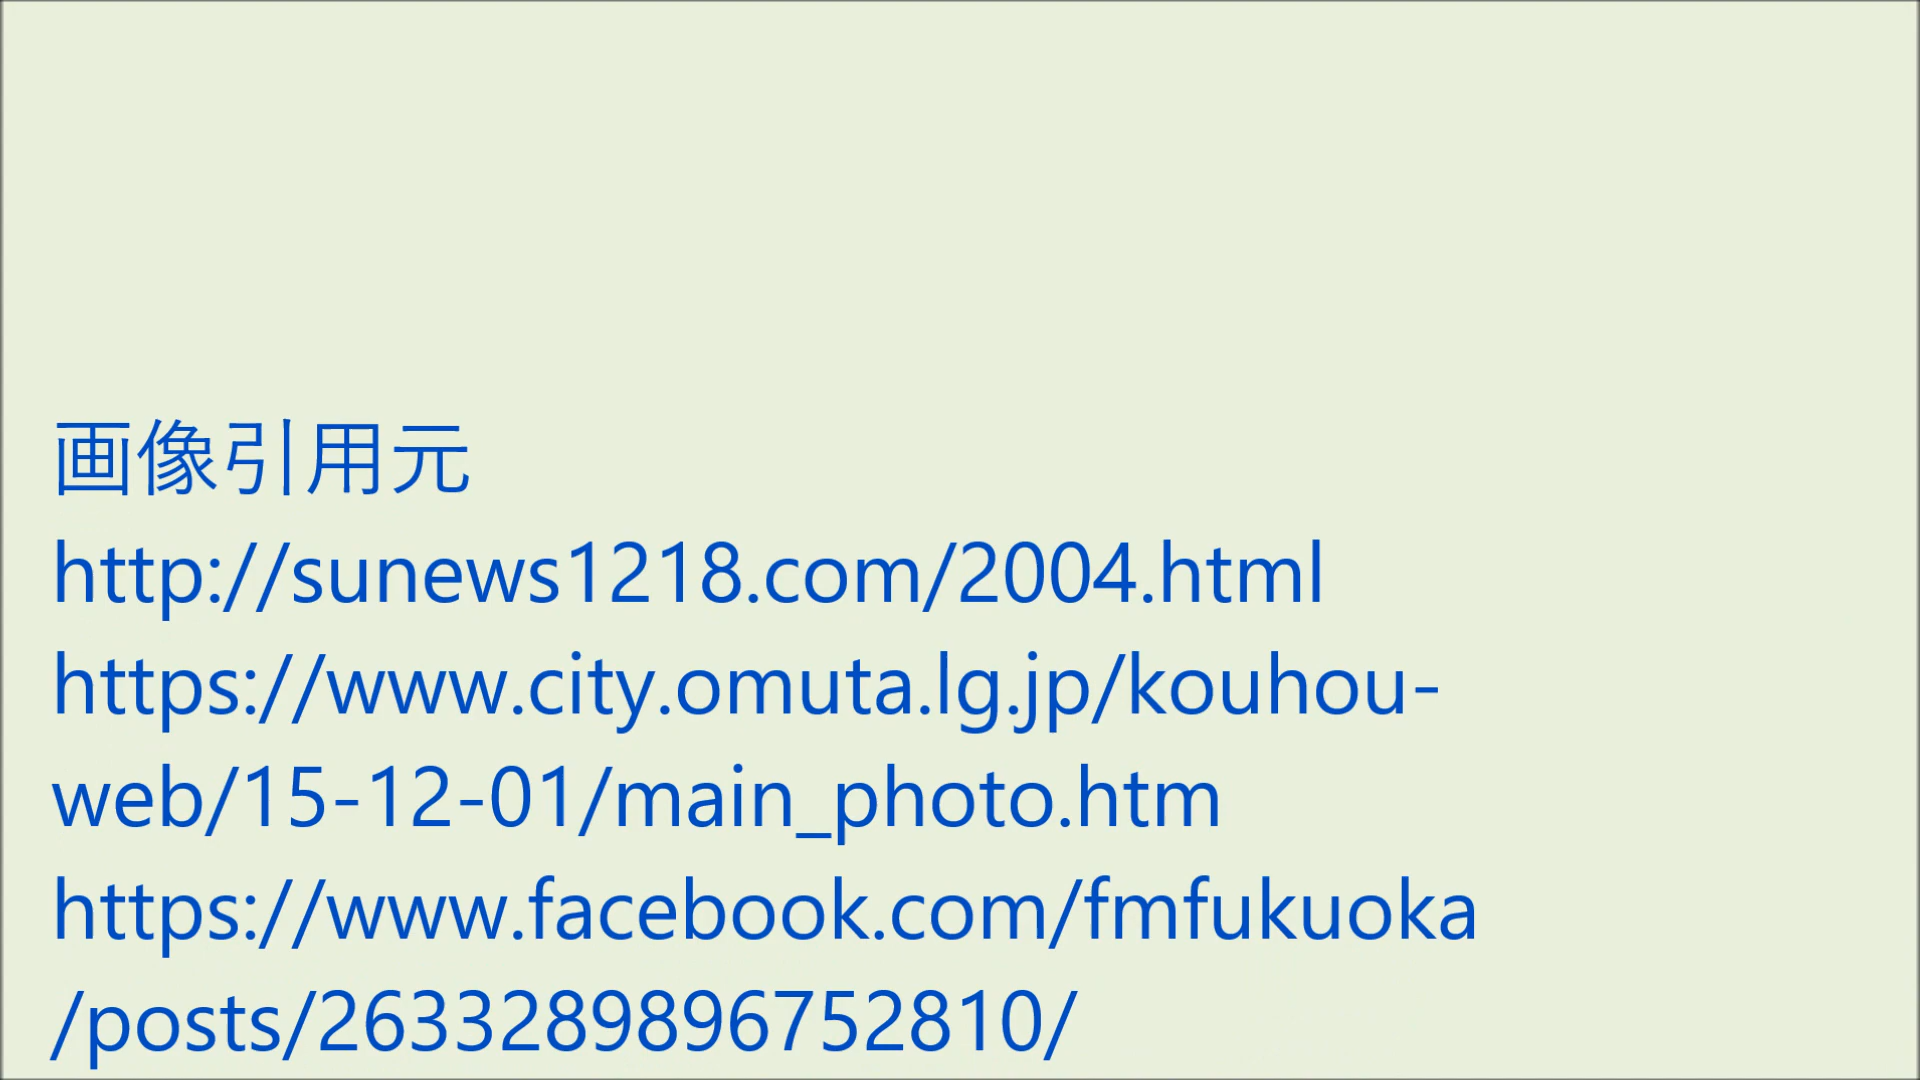 画像引用元
http://sunews1218.com/2004.html
https://www.city.omuta.lg.jp/kouhou-
web/15-12-01/main_photo.htm
https://www.facebook.com/fmfukuoka
/posts/2633289896752810/